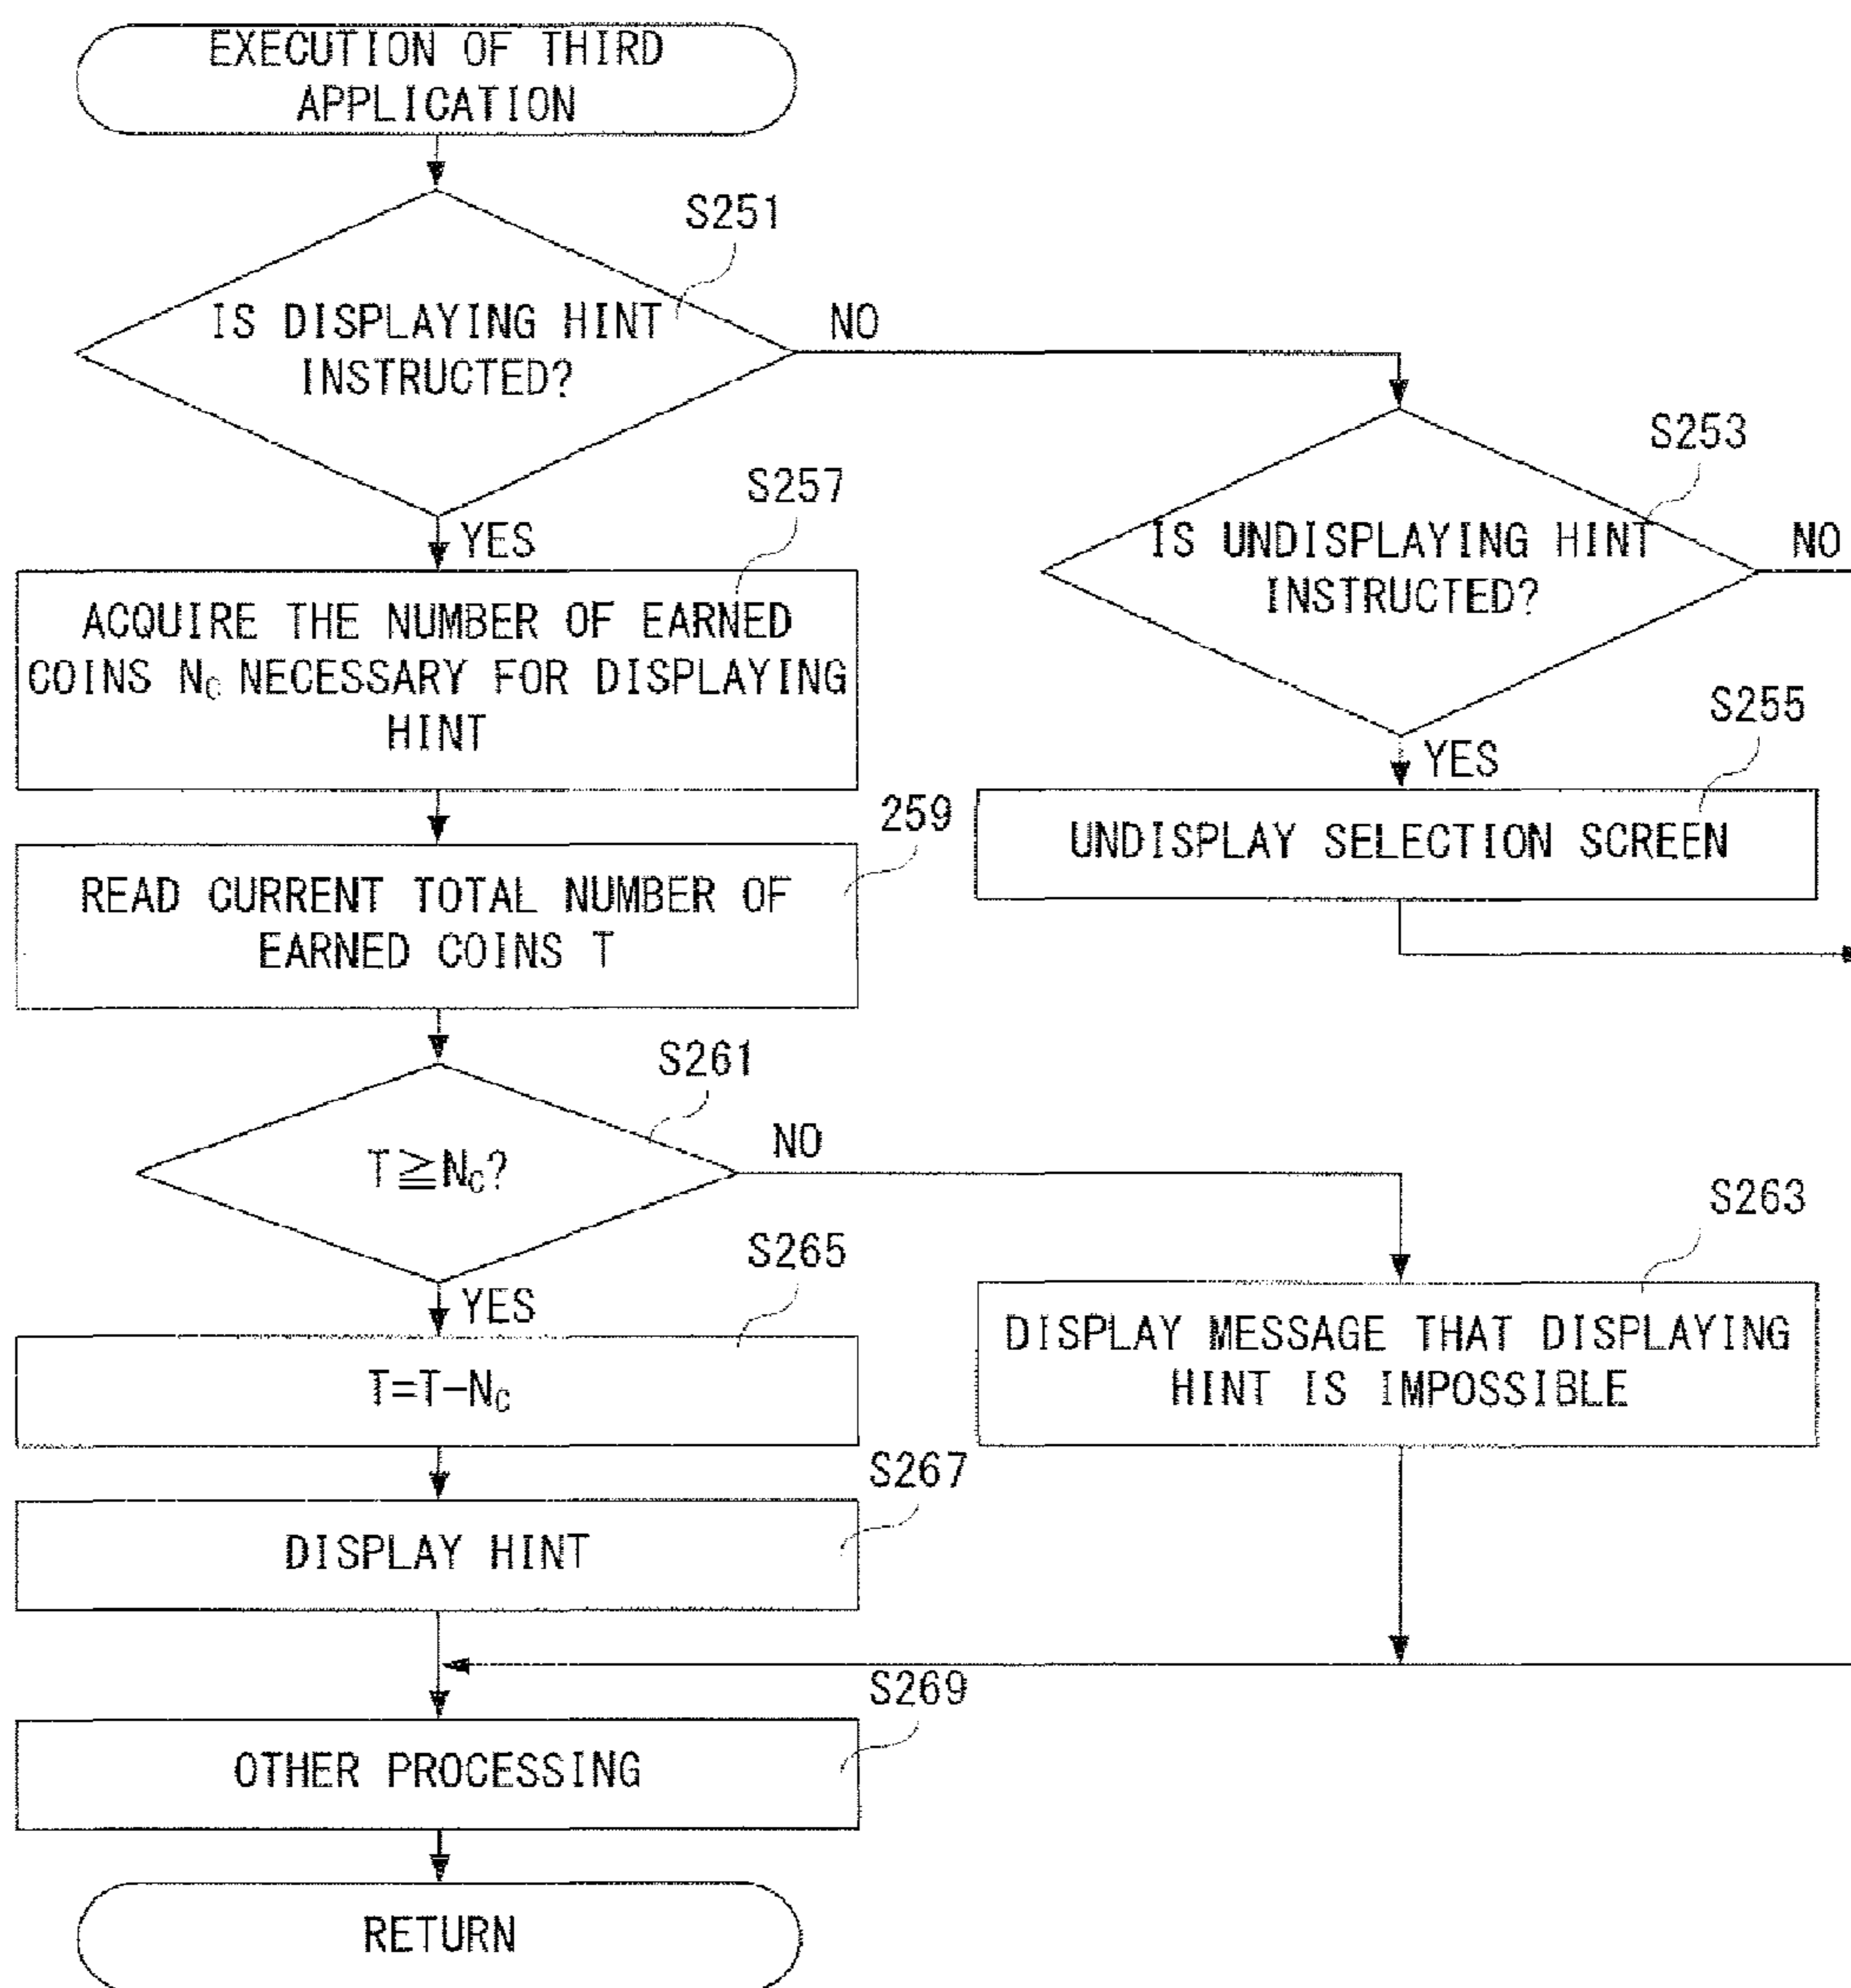 EXECUTION OF THIRD
APPLICATION
S251
IS DISPLAYING HINT
INSTRUCTED?
NO
S253
IS UNDISPLAYING HINT
INSTRUCTED?
NO
YES
S255
UNDISPLAY SELECTION SCREEN
YES
S257
ACQUIRE THE NUMBER OF EARNED
COINS NC NECESSARY FOR DISPLAYING
HINT
259
READ CURRENT TOTAL NUMBER OF
EARNED COINS T
S261
T≧NC?
NO
S263
DISPLAY MESSAGE THAT DISPLAYING
HINT IS IMPOSSIBLE
YES
S265
T=T-NC
S267
DISPLAY HINT
S269
OTHER PROCESSING
RETURN